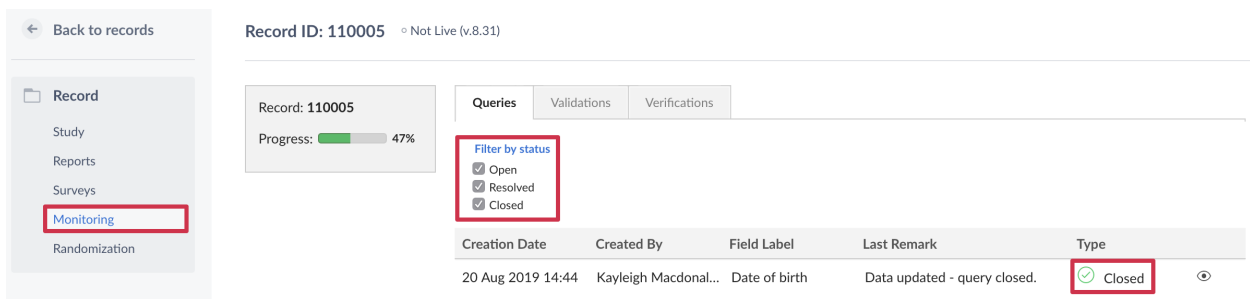 Back to records
Record
Study
Reports
Surveys
Monitoring
Randomization
Record ID: 110005 Not Live (v.8.31)
Record: 110005
Progress: 47%
Queries Validations Verifications
Filter by status
Open
Resolved
Closed
Creation Date Created By Field Label Last Remark Type
20 Aug 2019 14:44 Kayleigh Macdonal... Date of birth Data updated - query closed. Closed